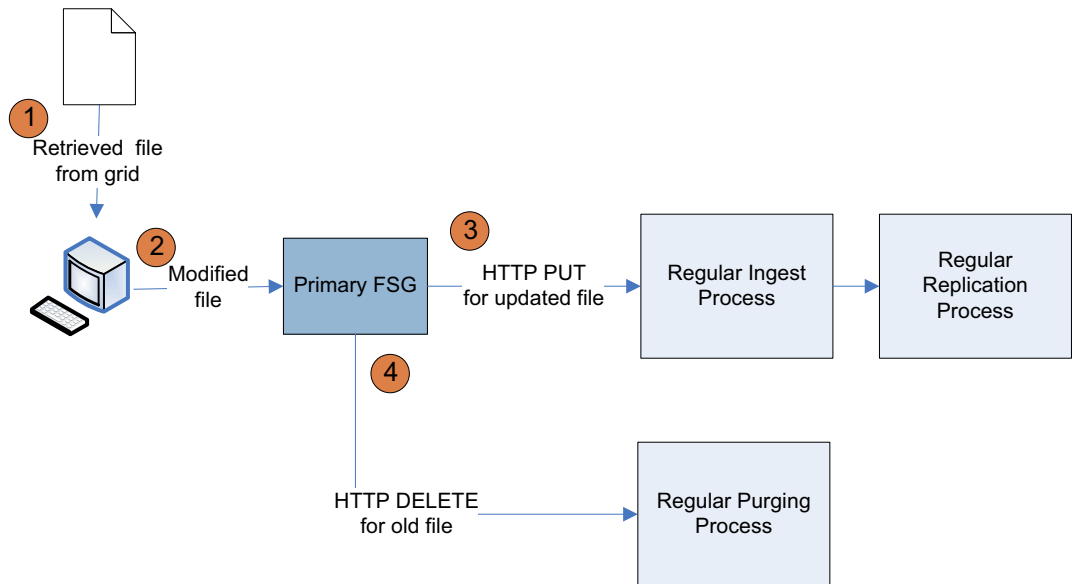 1
Retrieved file
from grid
2
Modified
file
Primary FSG
3
HTTP PUT
for updated file
Regular Ingest
Process
Regular
Replication
Process
4
HTTP DELETE
for old file
Regular Purging
Process